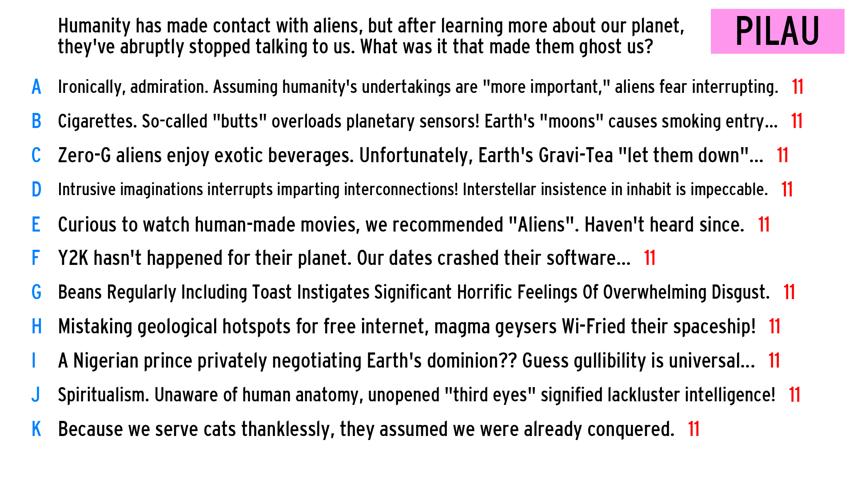 Humanity has made contact with aliens, but after learning more about our planet,
they've abruptly stopped talking to us. What was it that made them ghost us?
PILAU
A Ironically, admiration. Assuming humanity's undertakings are "more important," aliens fear interrupting. 11
B Cigarettes. So-called "butts" overloads planetary sensors! Earth's "moons" causes smoking entry... 11
C Zero-G aliens enjoy exotic beverages. Unfortunately, Earth's Gravi-Tea "let them down"... 11
D Intrusive imaginations interrupts imparting interconnections! Interstellar insistence in inhabit is impeccable. 11
E Curious to watch human-made movies, we recommended "Aliens". Haven't heard since. 11
F Y2K hasn't happened for their planet. Our dates crashed their software... 11
G Beans Regularly Including Toast Instigates Significant Horrific Feelings Of Overwhelming Disgust. 11
H Mistaking geological hotspots for free internet, magma geysers Wi-Fried their spaceship! 11
I A Nigerian prince privately negotiating Earth's dominion?? Guess gullibility is universal... 11
J Spiritualism. Unaware of human anatomy, unopened "third eyes" signified lackluster intelligence! 11
K Because we serve cats thanklessly, they assumed we were already conquered. 11